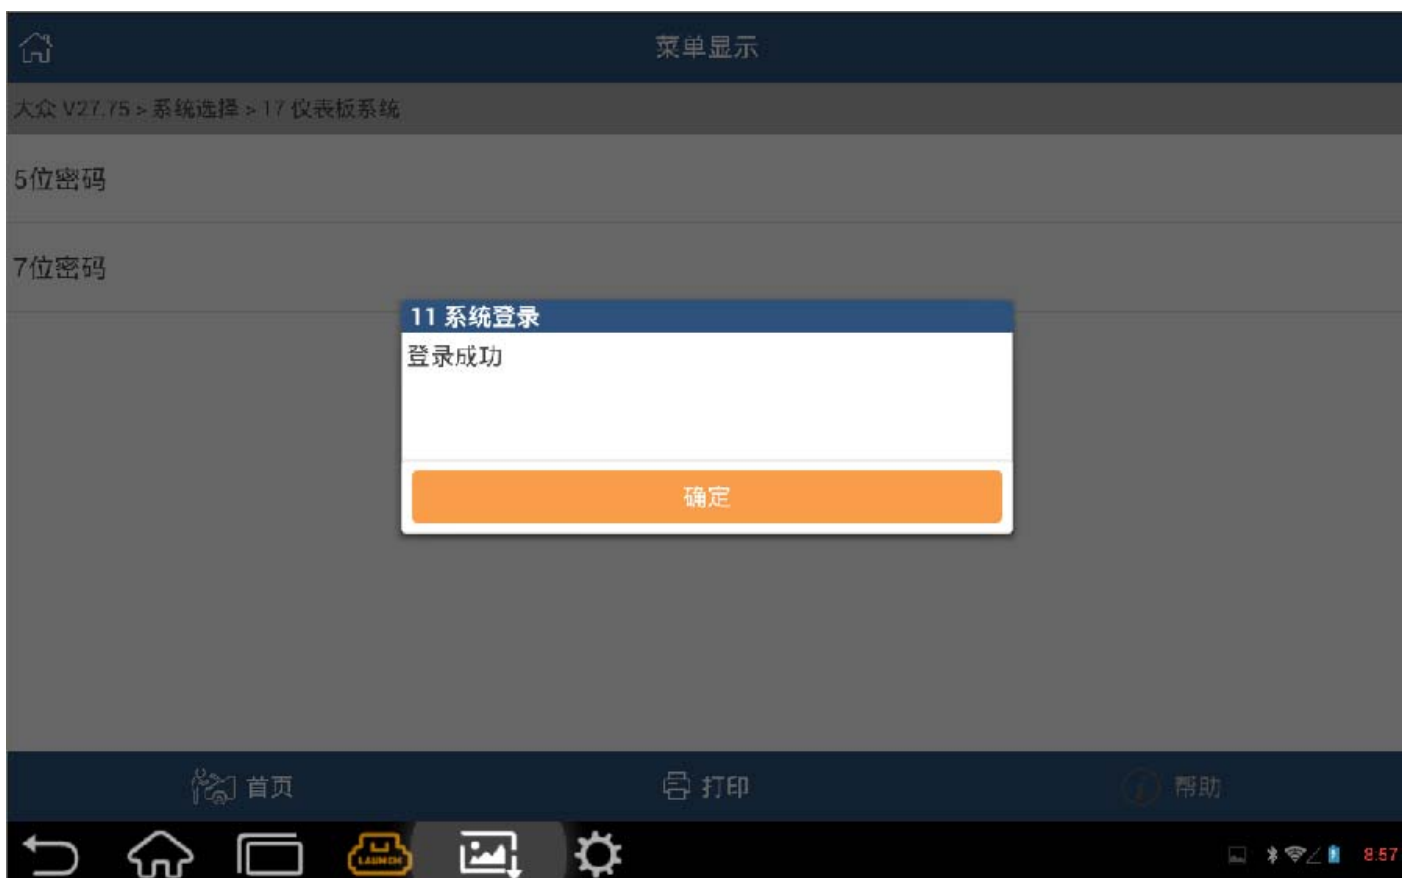 菜单显示
大众 V27.75 > 系统选择 > 17 仪表板系统
5位密码
7位密码
11 系统登录
登录成功
确定
首页
打印
帮助
LAUNCH
8:57